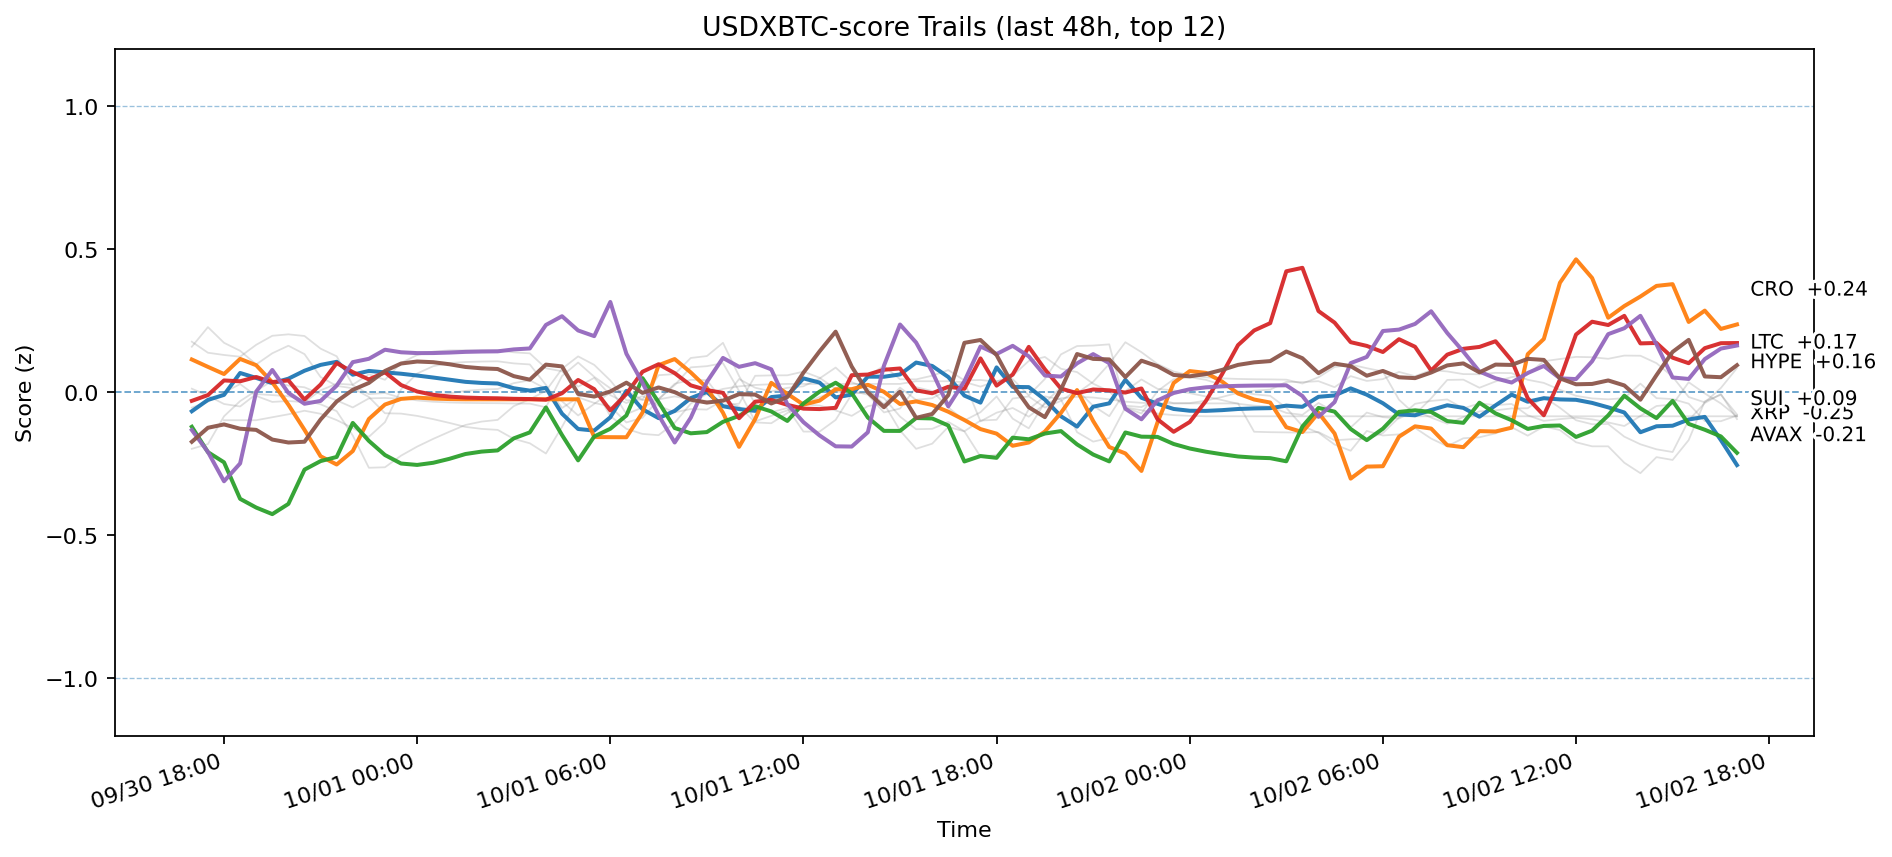 USDXBTC-score Trails (last 48h, top 12)
Score (z)
1.0
0.5
0.0
−0.5
−1.0
CRO +0.24
LTC +0.17
HYPE +0.16
SUI +0.09
XRP -0.25
AVAX -0.21
09/30 18:00
10/01 00:00
10/01 06:00
10/01 12:00
10/01 18:00
10/02 00:00
10/02 06:00
10/02 12:00
10/02 18:00
Time